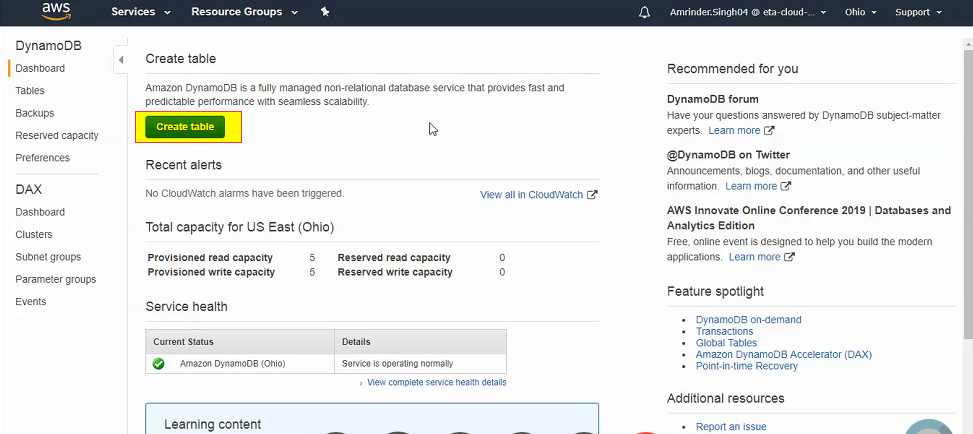 aws
Services
Resource Groups
Amrinder.Singh04 @ eta-cloud-...
Ohio
Support
DynamoDB
Dashboard
Tables
Backups
Reserved capacity
Preferences
DAX
Dashboard
Clusters
Subnet groups
Parameter groups
Events
Create table
Amazon DynamoDB is a fully managed non-relational database service that provides fast and
predictable performance with seamless scalability.
Create table
Recent alerts
No CloudWatch alarms have been triggered.
View all in CloudWatch
Total capacity for US East (Ohio)
Provisioned read capacity 5 Reserved read capacity 0
Provisioned write capacity 5 Reserved write capacity 0
Service health
Current Status Details
Amazon DynamoDB (Ohio) Service is operating normally
› View complete service health details
Learning content
Recommended for you
DynamoDB forum
Have your questions answered by DynamoDB subject-matter
experts. Learn more
@DynamoDB on Twitter
Announcements, blogs, documentation, and other useful
information. Learn more
AWS Innovate Online Conference 2019 | Databases and
Analytics Edition
Free, online event is designed to help you build the modern
applications. Learn more
Feature spotlight
• DynamoDB on-demand
• Transactions
• Global Tables
• Amazon DynamoDB Accelerator (DAX)
• Point-in-time Recovery
Additional resources
• Report an issue